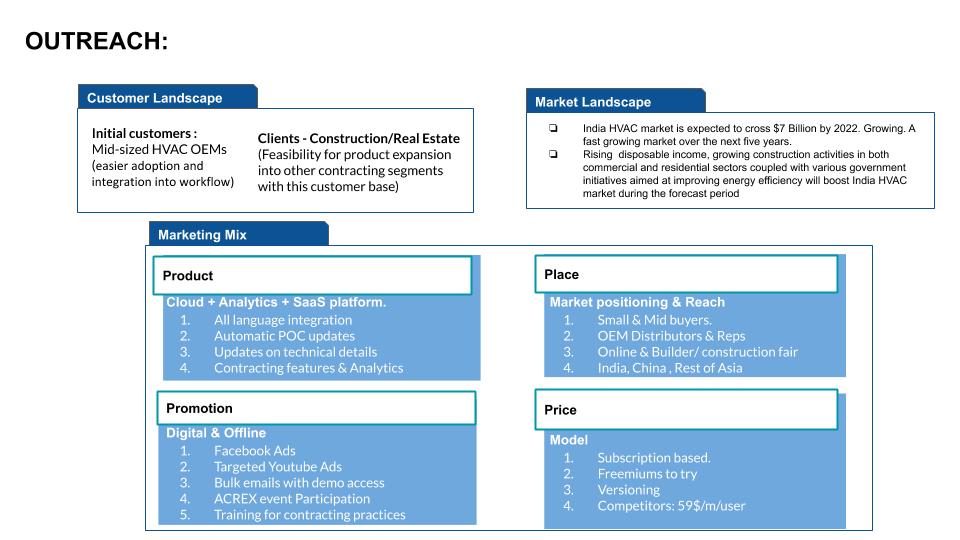 OUTREACH:
Customer Landscape
Initial customers :
Mid-sized HVAC OEMs
(easier adoption and
integration into workflow)
Clients - Construction/Real Estate
(Feasibility for product expansion
into other contracting segments
with this customer base)
Market Landscape
❏ India HVAC market is expected to cross $7 Billion by 2022. Growing. A
fast growing market over the next five years.
❏ Rising disposable income, growing construction activities in both
commercial and residential sectors coupled with various government
initiatives aimed at improving energy efficiency will boost India HVAC
market during the forecast period
Marketing Mix
Product
Cloud + Analytics + SaaS platform.
1. All language integration
2. Automatic POC updates
3. Updates on technical details
4. Contracting features & Analytics
Place
Market positioning & Reach
1. Small & Mid buyers.
2. OEM Distributors & Reps
3. Online & Builder/ construction fair
4. India, China , Rest of Asia
Promotion
Digital & Offline
1. Facebook Ads
2. Targeted Youtube Ads
3. Bulk emails with demo access
4. ACREX event Participation
5. Training for contracting practices
Price
Model
1. Subscription based.
2. Freemiums to try
3. Versioning
4. Competitors: 59$/m/user